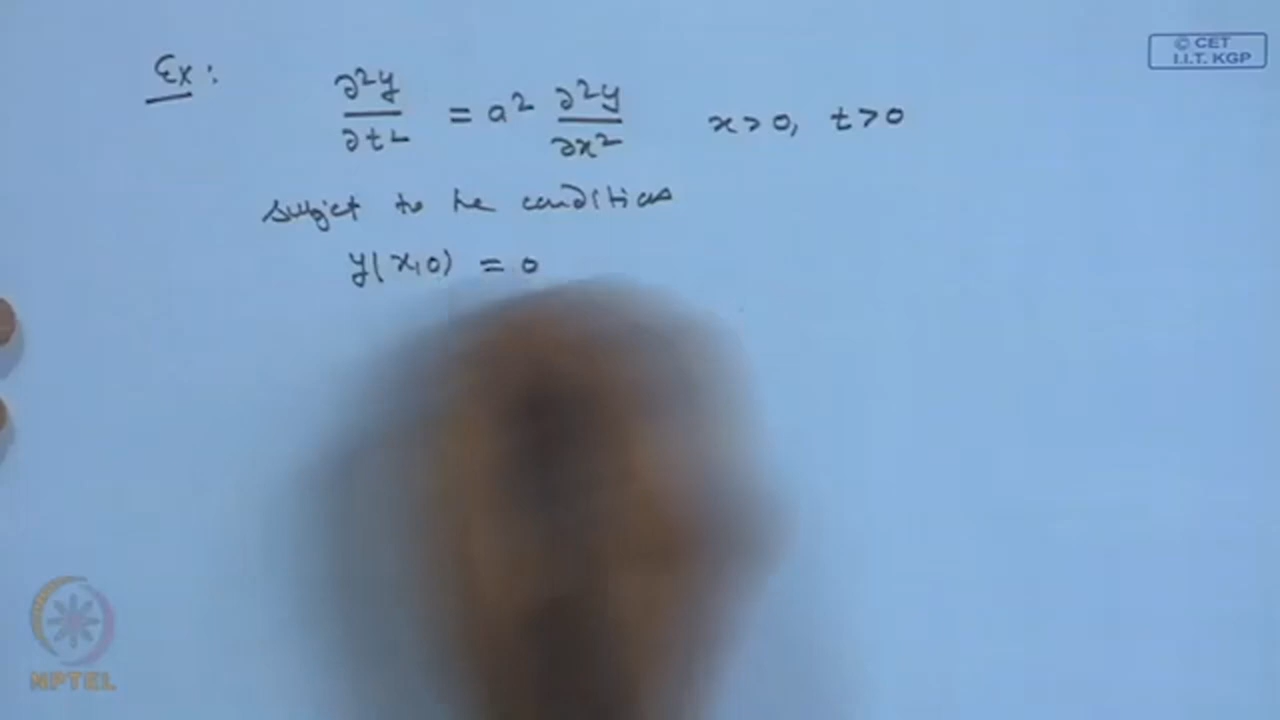 © CET
I.I.T. KGP
Ex:
∂²y/∂t² = a² ∂²y/∂x² x>0, t>0
subject to the conditions
y(x,0) = 0
NPTEL